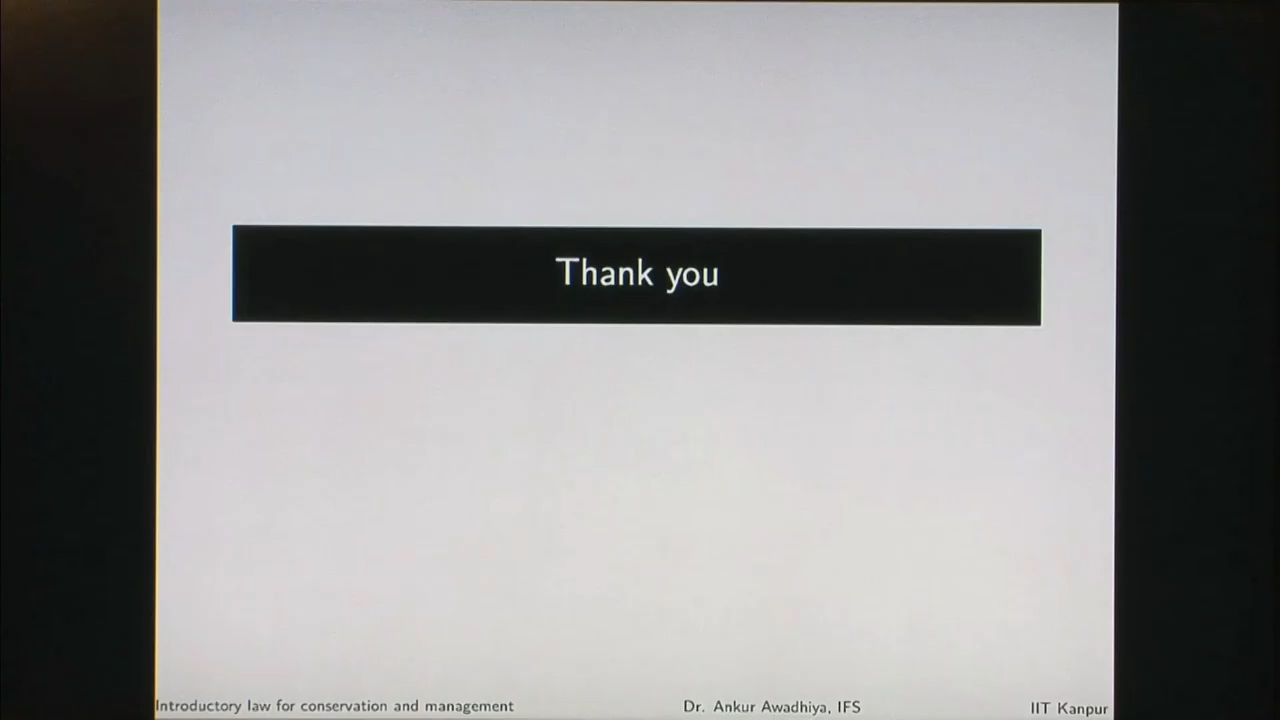 Thank you
Introductory law for conservation and management Dr. Ankur Awadhiya, IFS IIT Kanpur